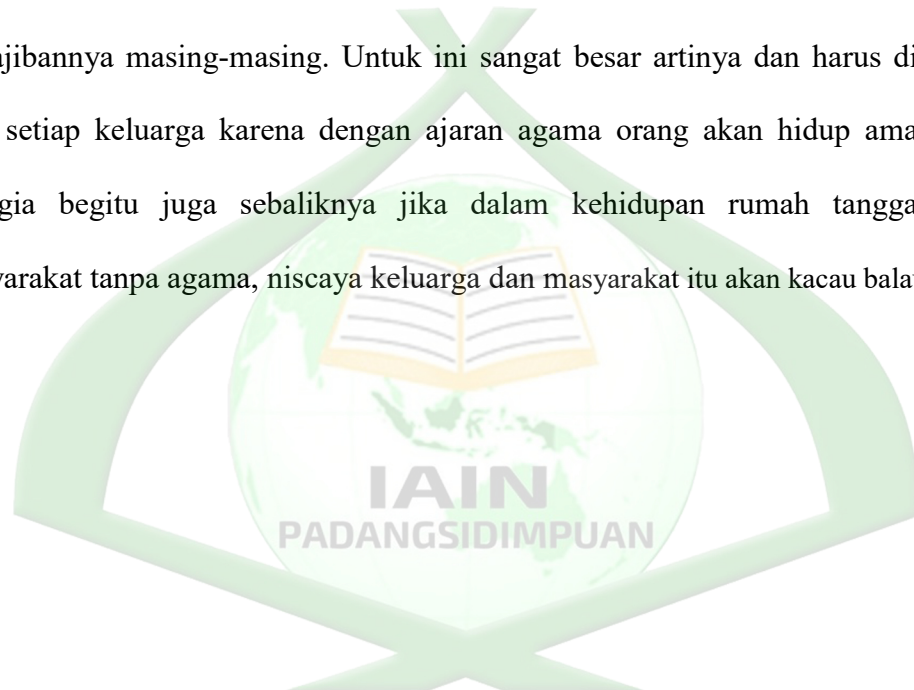 ajibannya masing-masing. Untuk ini sangat besar artinya dan harus di
setiap keluarga karena dengan ajaran agama orang akan hidup ama
gia begitu juga sebaliknya jika dalam kehidupan rumah tangga
yarakat tanpa agama, niscaya keluarga dan masyarakat itu akan kacau balau
IAIN
PADANGSIDIMPUAN